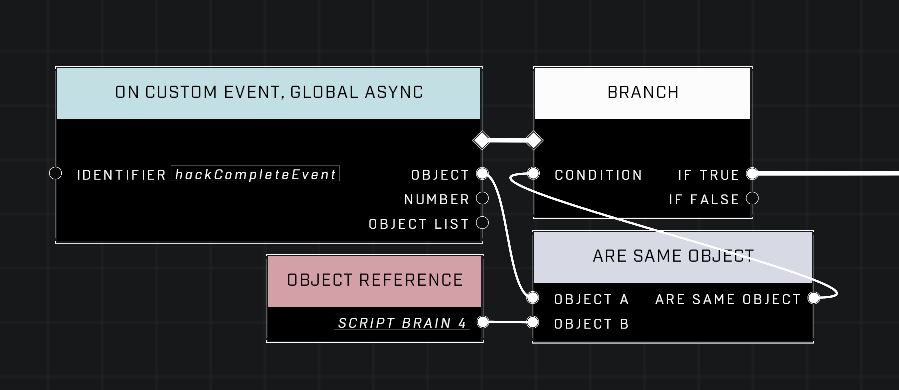 ON CUSTOM EVENT, GLOBAL ASYNC
IDENTIFIER hackCompleteEvent
OBJECT
NUMBER
OBJECT LIST
BRANCH
CONDITION IF TRUE
IF FALSE
OBJECT REFERENCE
SCRIPT BRAIN 4
ARE SAME OBJECT
OBJECT A ARE SAME OBJECT
OBJECT B